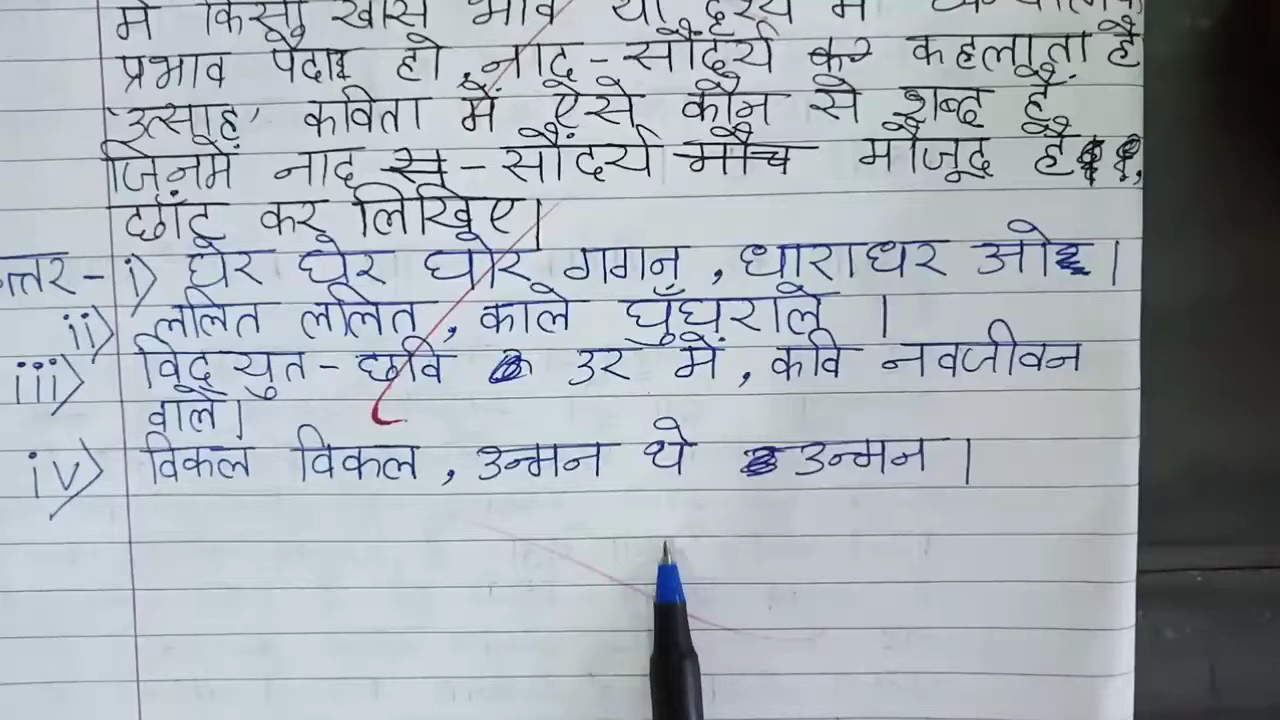 में किसी खास भाव या दृश्य में
प्रभाव पैदा हो, नाद-सौंदर्य कहलाता है
'उत्साह' कविता में ऐसे कौन से शब्द हैं
जिनमें नाद-सौंदर्य मौजूद है,
छाँट कर लिखिए।
त्तर- i) घेर घेर घोर गगन, धाराधर ओ।
ii) ललित ललित, काले घुँघराले।
iii) विद्युत-छवि उर में, कवि नवजीवन
वाले।
iv) विकल विकल, उन्मन थे उन्मन।